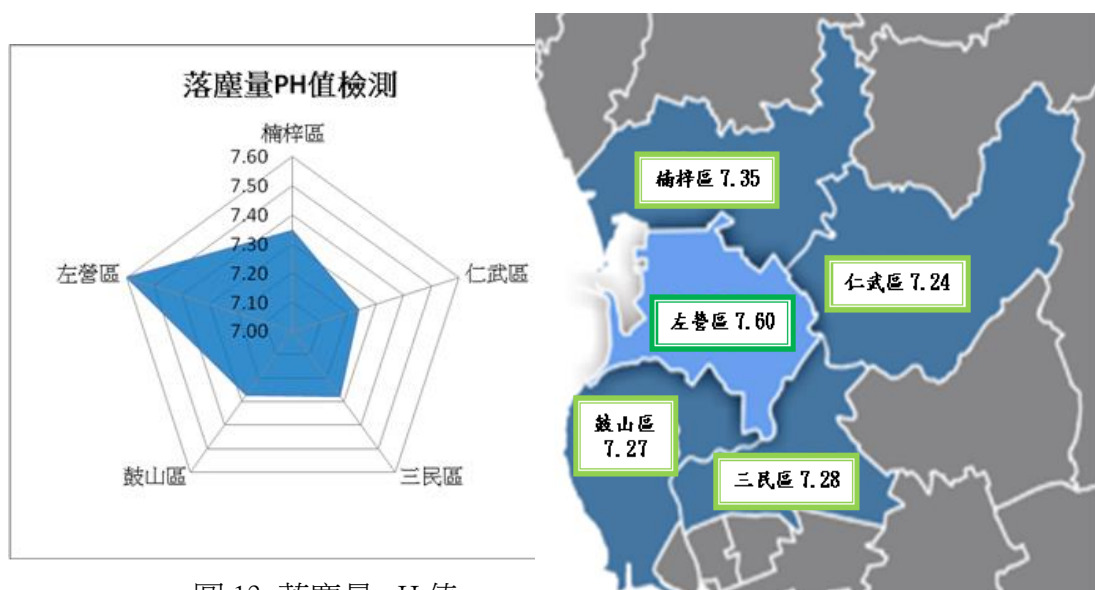 落塵量PH值檢測
楠梓區
7.60
7.50
7.40
7.30
7.20
7.10
7.00
仁武區
三民區
鼓山區
左營區
楠梓區 7.35
仁武區 7.24
左營區 7.60
鼓山區
7.27
三民區 7.28